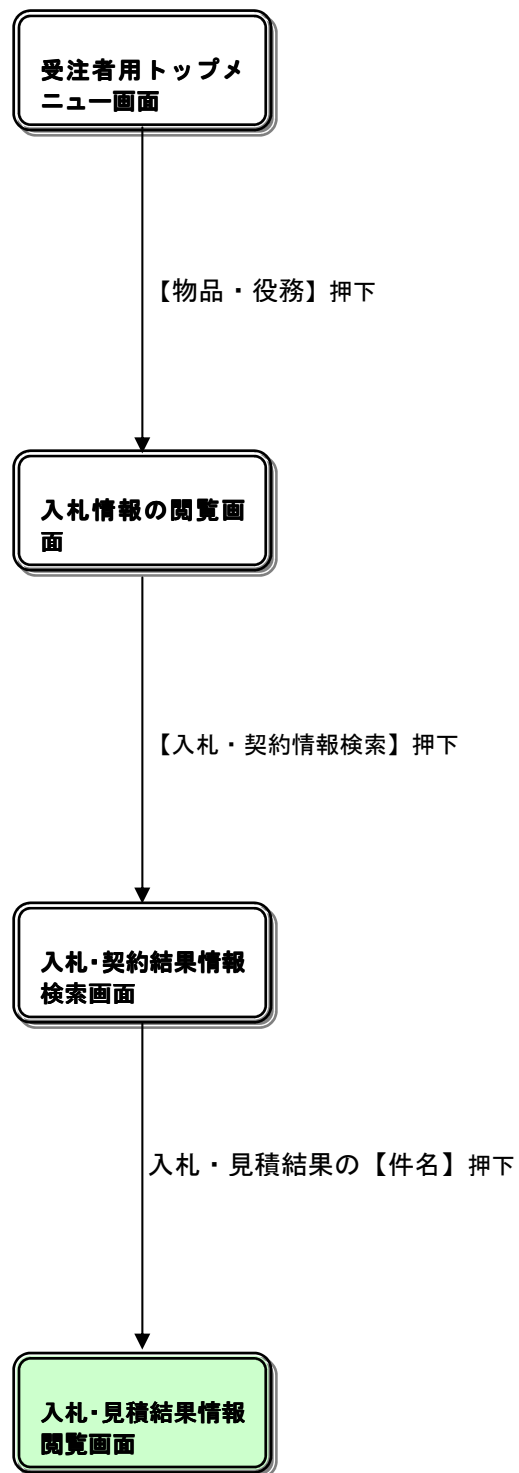 受注者用トップメ
ニュー画面
【物品・役務】押下
入札情報の閲覧画
面
【入札・契約情報検索】押下
入札・契約結果情報
検索画面
入札・見積結果の【件名】押下
入札・見積結果情報
閲覧画面